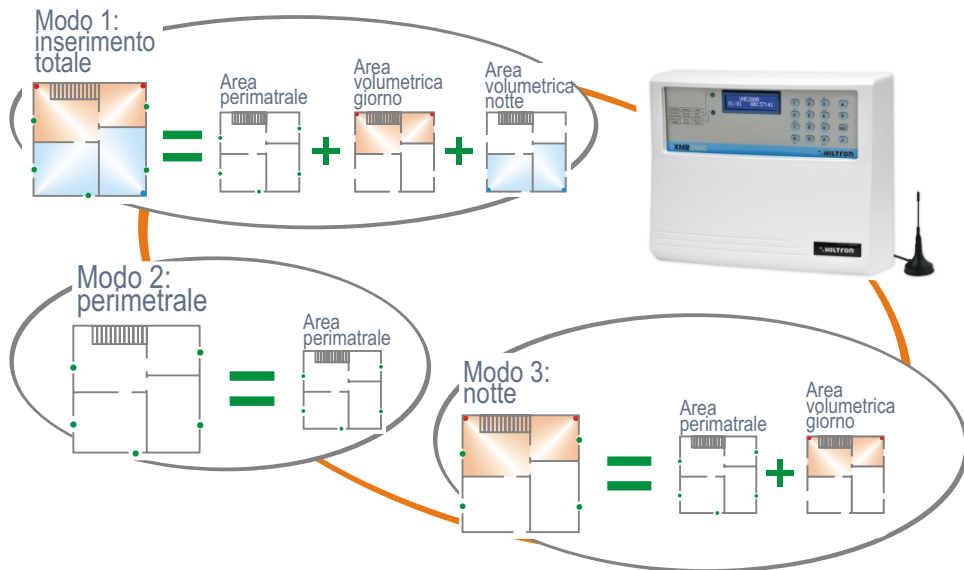 Modo 1:
inserimento
totale
Area
perimatrale
Area
volumetrica
giorno
Area
volumetrica
notte
XMR2000
HILTRON
HILTRON
Modo 2:
perimetrale
Area
perimatrale
Modo 3:
notte
Area
perimatrale
Area
volumetrica
giorno